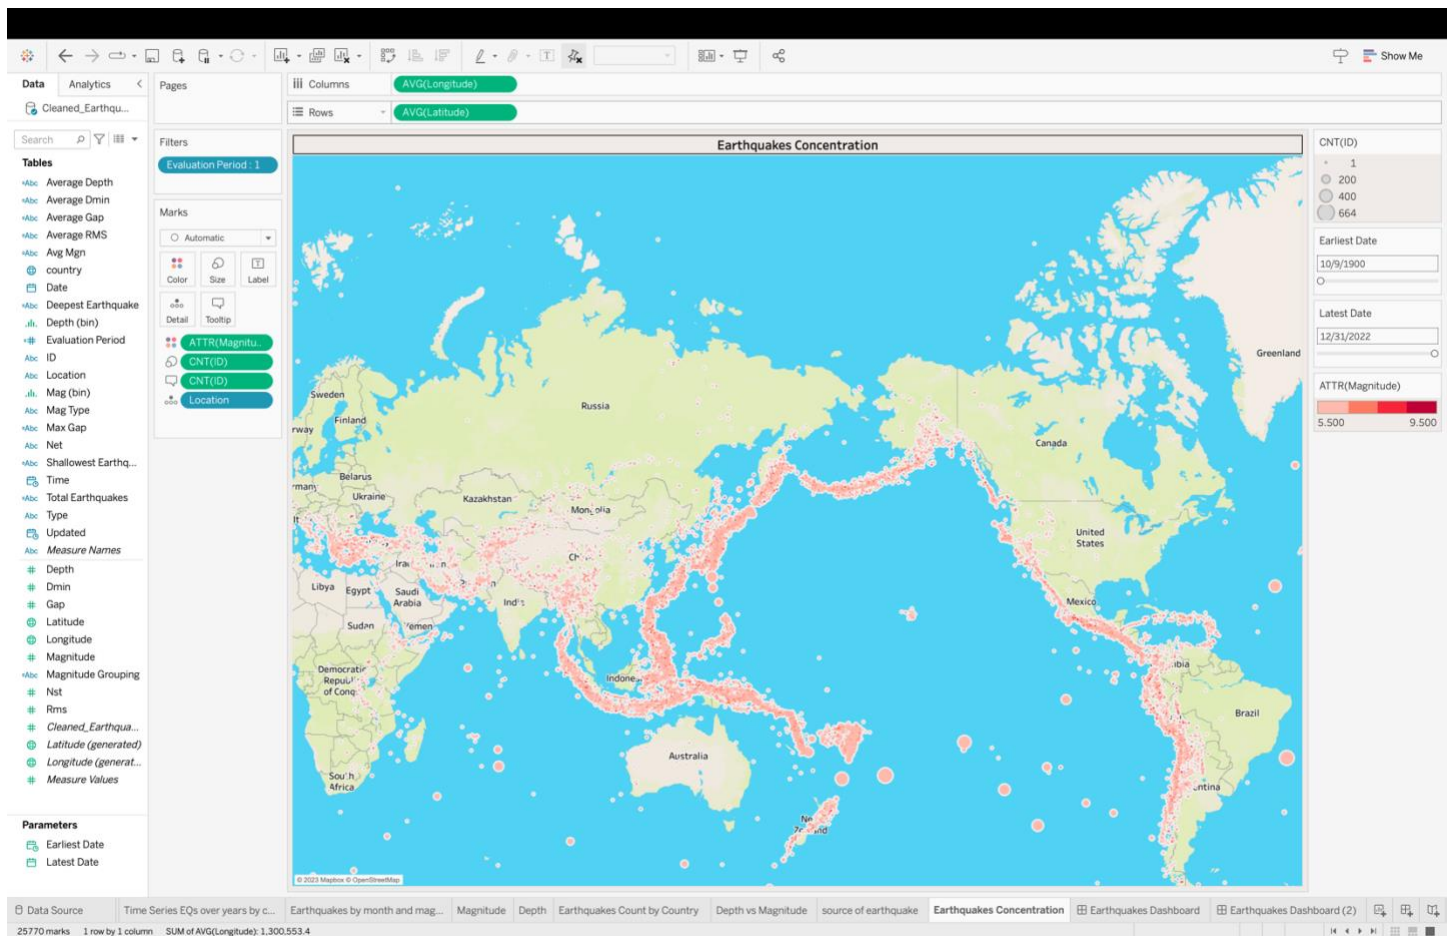 Show Me
Data
Analytics
Pages
Columns
AVG(Longitude)
Cleaned_Earthqu...
Rows
AVG(Latitude)
Search
Filters
Evaluation Period : 1
Earthquakes Concentration
CNT(ID)
1
200
400
664
Tables
Average Depth
Average Dmin
Average Gap
Average RMS
Avg Mgn
country
Date
Deepest Earthquake
Depth (bin)
Evaluation Period
ID
Location
Mag (bin)
Mag Type
Max Gap
Net
Shallowest Earthq...
Time
Total Earthquakes
Type
Updated
Measure Names
Depth
Dmin
Gap
Latitude
Longitude
Magnitude
Magnitude Grouping
Nst
Rms
Cleaned_Earthqua...
Latitude (generated)
Longitude (generat...
Measure Values
Parameters
Earliest Date
Latest Date
Marks
Automatic
Color
Size
Label
Detail
Tooltip
ATTR(Magnitu..
CNT(ID)
CNT(ID)
Location
Earliest Date
10/9/1900
Latest Date
12/31/2022
ATTR(Magnitude)
5.500
9.500
Greenland
Sweden
Finland
Russia
Canada
Belarus
Ukraine
Kazakhstan
United
States
Libya
Egypt
Saudi
Arabia
Mexico
Sudan
Brazil
Australia
Africa
© 2023 Mapbox © OpenStreetMap
Data Source
Time Series EQs over years by c...
Earthquakes by month and mag...
Magnitude
Depth
Earthquakes Count by Country
Depth vs Magnitude
source of earthquake
Earthquakes Concentration
Earthquakes Dashboard
Earthquakes Dashboard (2)
25770 marks
1 row by 1 column
SUM of AVG(Longitude): 1,300,553.4